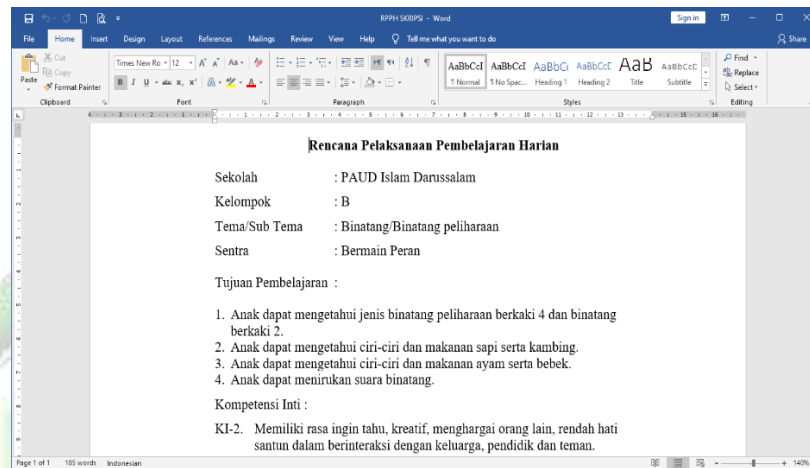 RPPH SKRIPSI - Word
Sign in
File Home Insert Design Layout References Mailings Review View Help Tell me what you want to do Share
Paste
Cut
Copy
Format Painter
Clipboard
Times New Ro 12
Font
Paragraph
AaBbCcI AaBbCcI AaBbCc AaBbCcC AaB AaBbCcC
¶ Normal ¶ No Spac... Heading 1 Heading 2 Title Subtitle
Styles
Find
Replace
Select
Editing
Rencana Pelaksanaan Pembelajaran Harian
Sekolah : PAUD Islam Darussalam
Kelompok : B
Tema/Sub Tema : Binatang/Binatang peliharaan
Sentra : Bermain Peran
Tujuan Pembelajaran :
1. Anak dapat mengetahui jenis binatang peliharaan berkaki 4 dan binatang
berkaki 2.
2. Anak dapat mengetahui ciri-ciri dan makanan sapi serta kambing.
3. Anak dapat mengetahui ciri-ciri dan makanan ayam serta bebek.
4. Anak dapat menirukan suara binatang.
Kompetensi Inti :
KI-2. Memiliki rasa ingin tahu, kreatif, menghargai orang lain, rendah hati
santun dalam berinteraksi dengan keluarga, pendidik dan teman.
Page 1 of 1 185 words Indonesian 140%